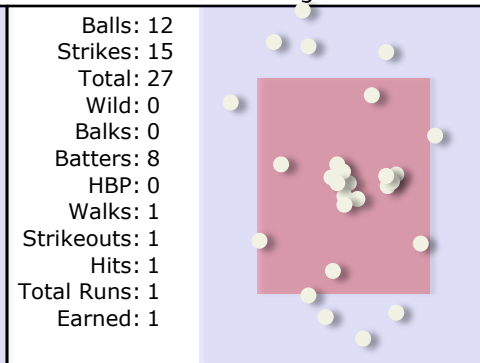 Balls: 12
Strikes: 15
Total: 27
Wild: 0
Balks: 0
Batters: 8
HBP: 0
Walks: 1
Strikeouts: 1
Hits: 1
Total Runs: 1
Earned: 1